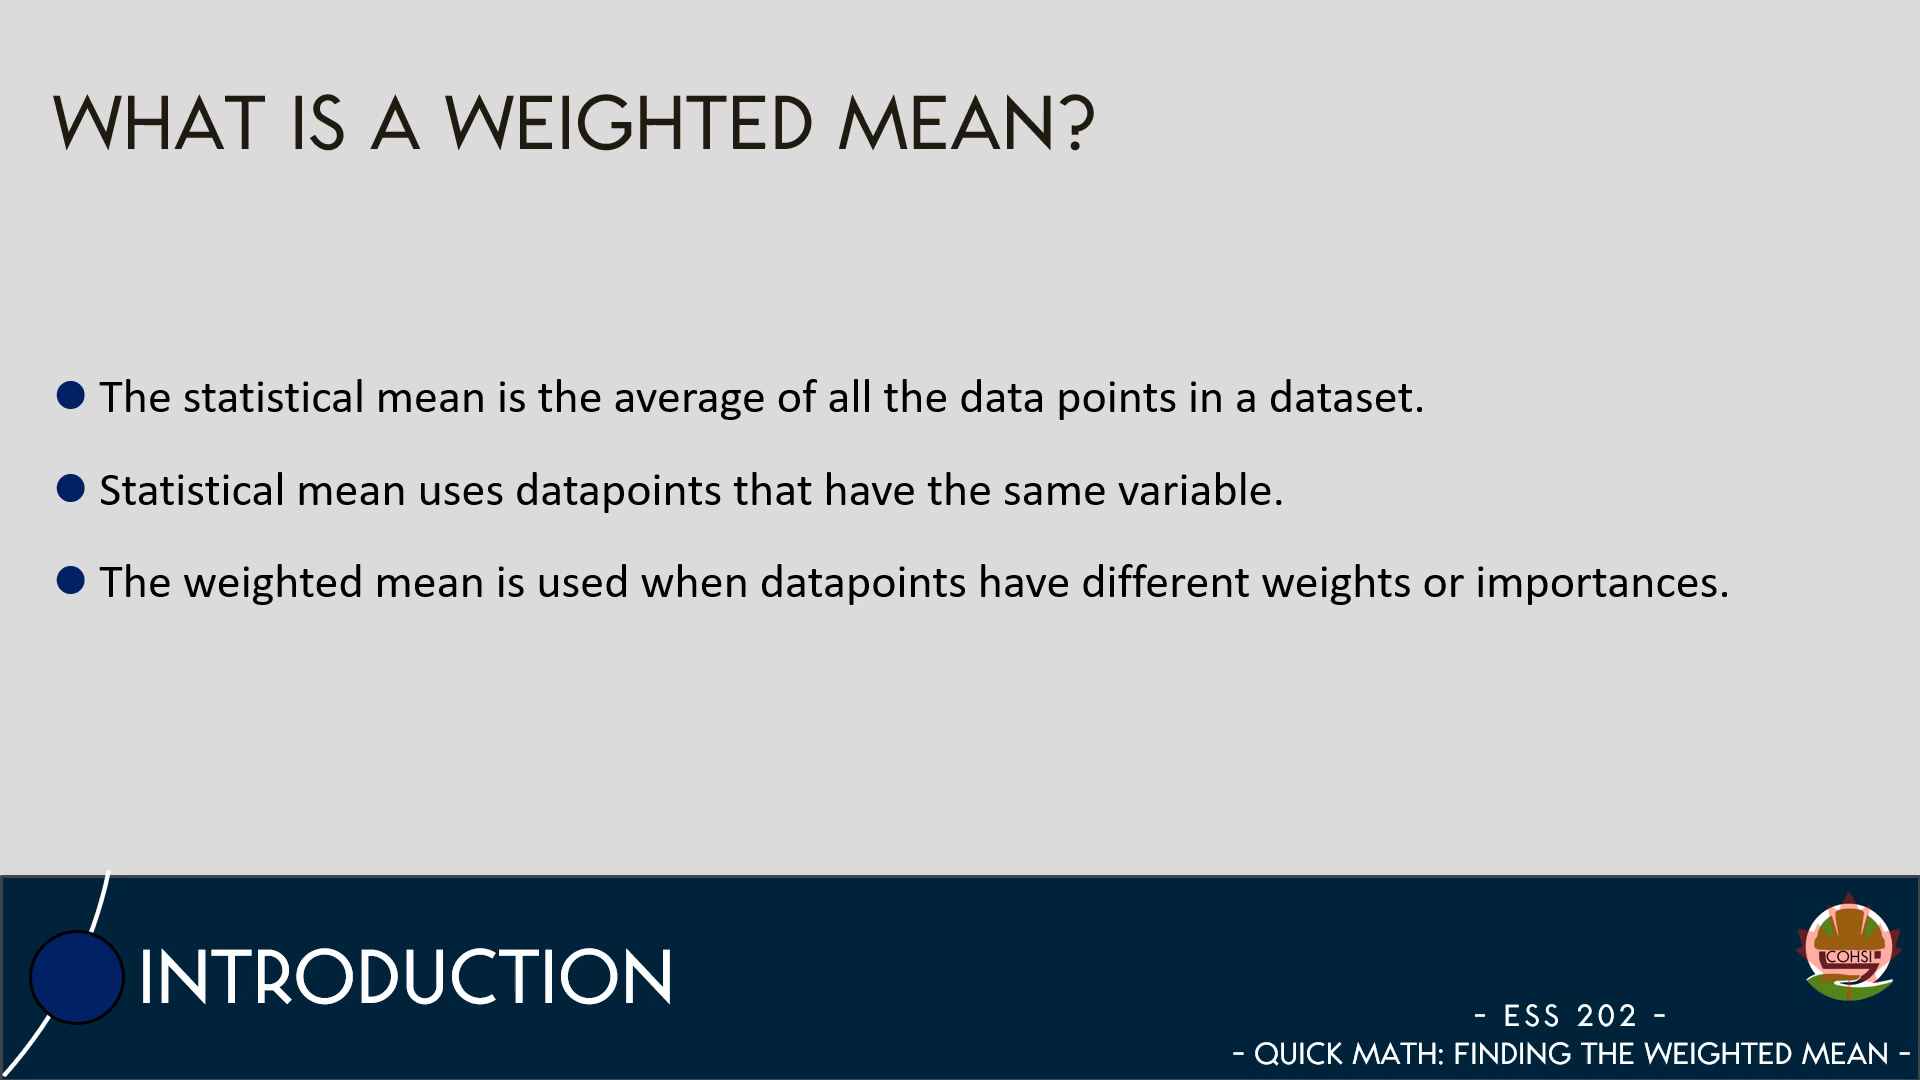 WHAT IS A WEIGHTED MEAN?
The statistical mean is the average of all the data points in a dataset.
Statistical mean uses datapoints that have the same variable.
The weighted mean is used when datapoints have different weights or importances.
INTRODUCTION
COHSI
- ESS 202 -
- QUICK MATH: FINDING THE WEIGHTED MEAN -